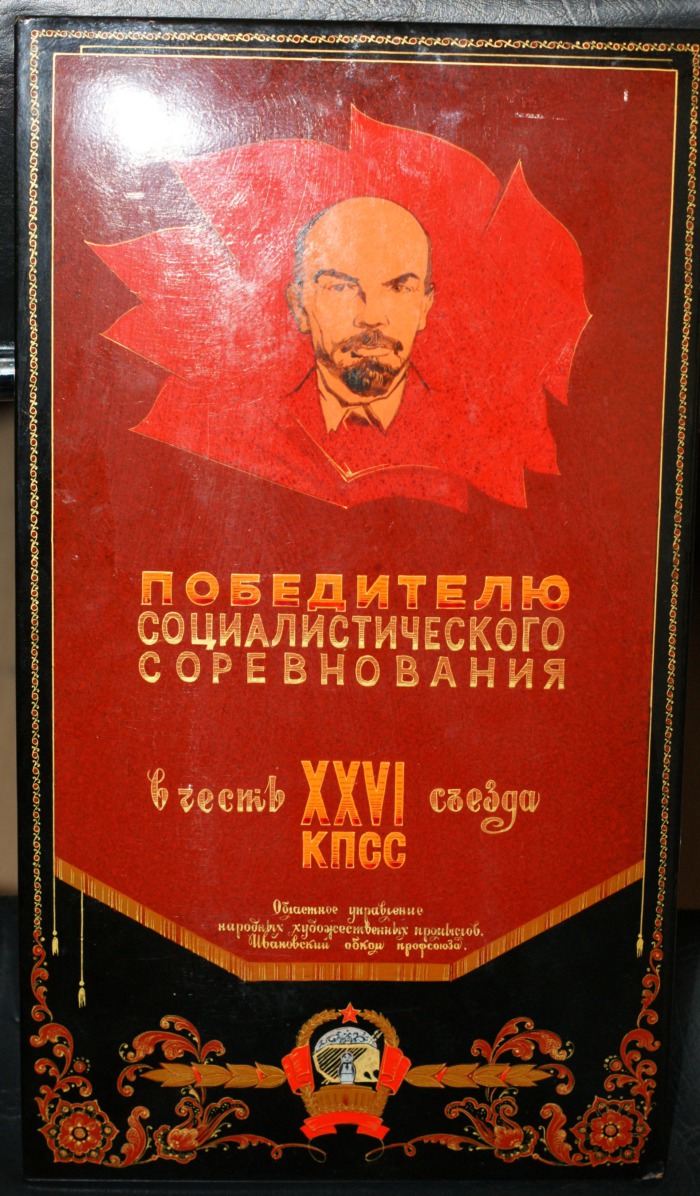 ПОБЕДИТЕЛЮ
СОЦИАЛИСТИЧЕСКОГО
СОРЕВНОВАНИЯ
в честь XXVI съезда
КПСС
Областное управление
народных художественных промыслов.
Ивановский обком профсоюза.